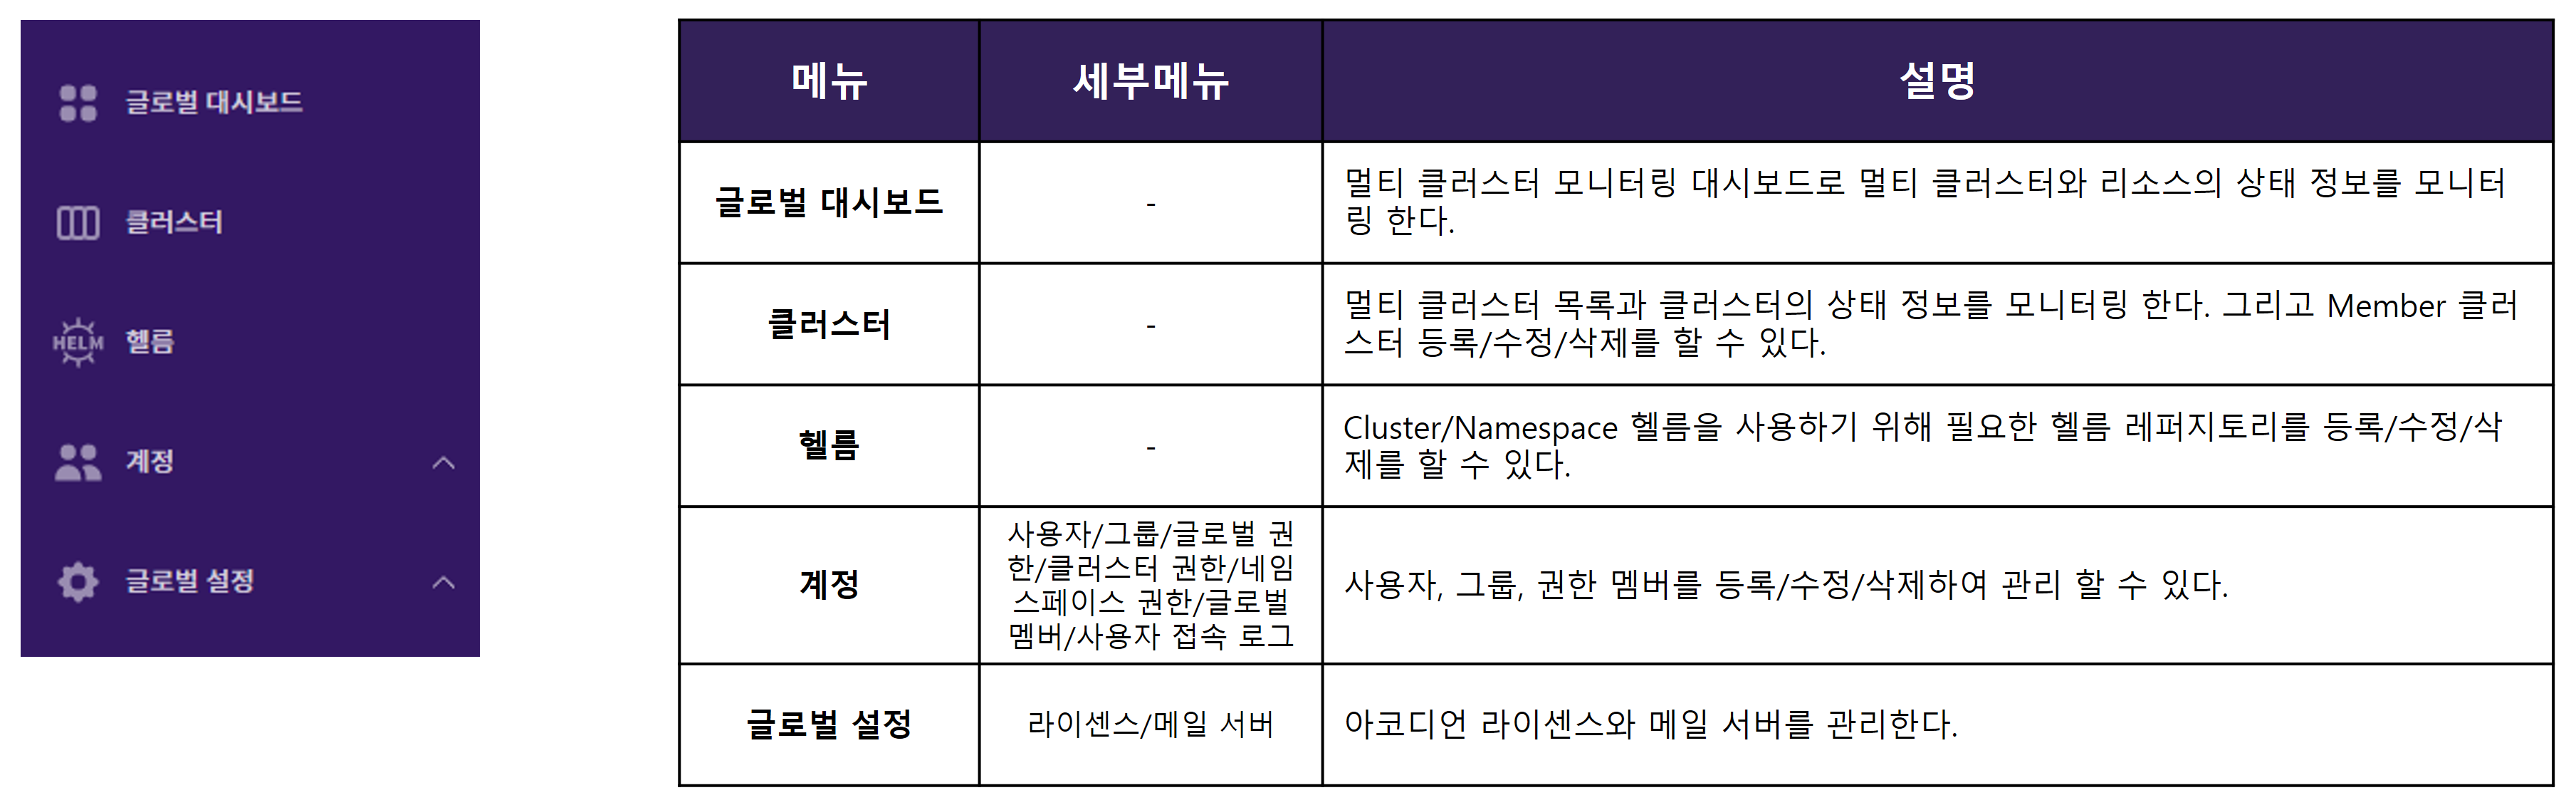 글로벌 대시보드
클러스터
HELM 헬름
계정
글로벌 설정
메뉴 세부메뉴 설명
글로벌 대시보드
-
멀티 클러스터 모니터링 대시보드로 멀티 클러스터와 리소스의 상태 정보를 모니터
링 한다.
클러스터
-
멀티 클러스터 목록과 클러스터의 상태 정보를 모니터링 한다. 그리고 Member 클러
스터 등록/수정/삭제를 할 수 있다.
헬름
-
Cluster/Namespace 헬름을 사용하기 위해 필요한 헬름 레퍼지토리를 등록/수정/삭
제를 할 수 있다.
계정
사용자/그룹/글로벌 권
한/클러스터 권한/네임
스페이스 권한/글로벌
멤버/사용자 접속 로그
사용자, 그룹, 권한 멤버를 등록/수정/삭제하여 관리 할 수 있다.
글로벌 설정
라이센스/메일 서버
아코디언 라이센스와 메일 서버를 관리한다.